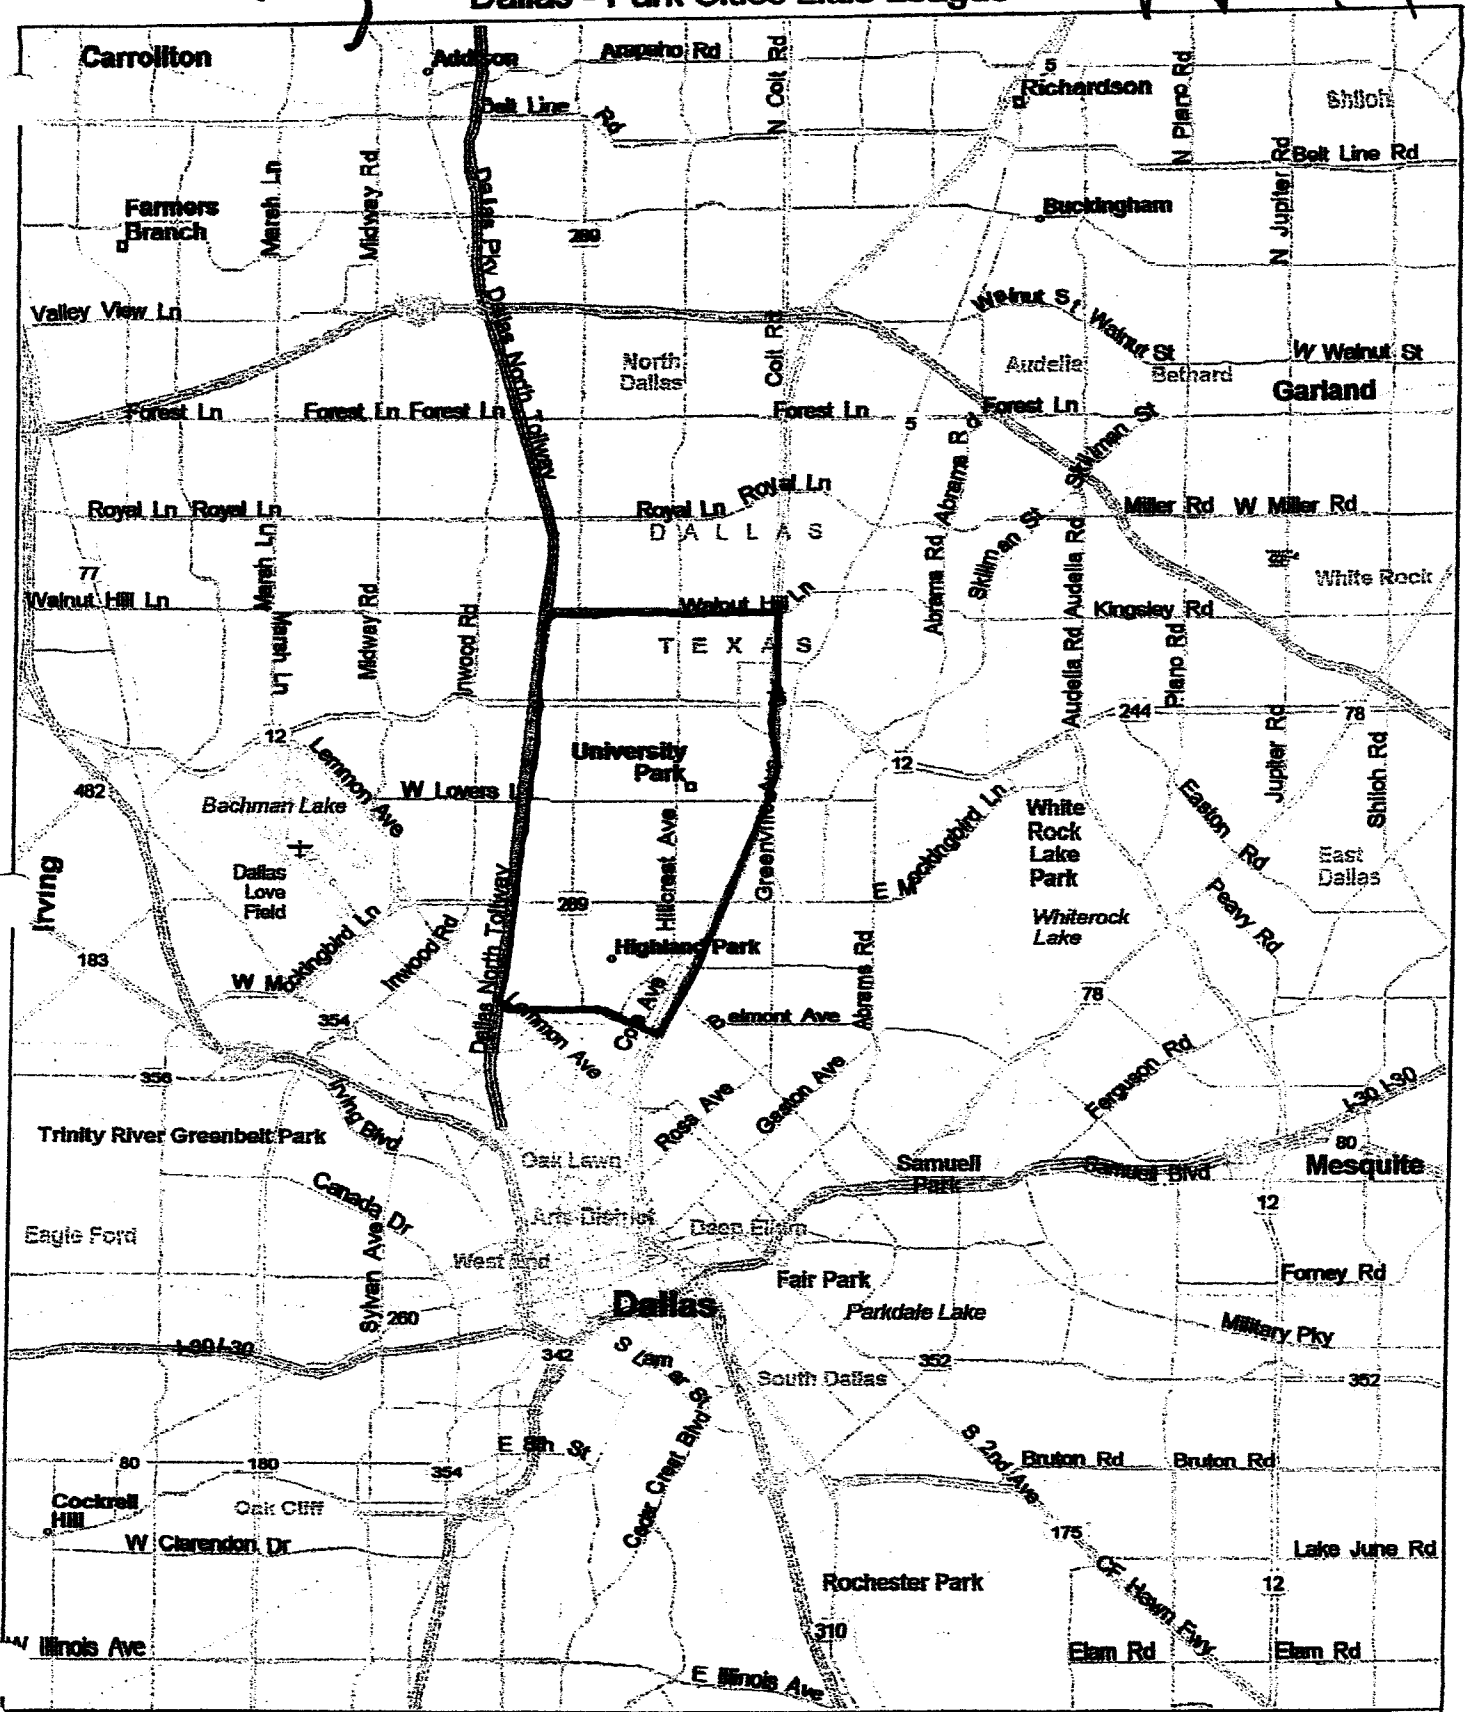 Dallas - Park Cities Little League
Carrollton
Addison
Arapaho Rd
N Coit Rd
5
Richardson
N Plano Rd
Shiloh
Belt Line Rd
N Jupiter Rd
Belt Line Rd
Marsh Ln
Midway Rd
Dallas Pky
Farmers
Branch
289
Buckingham
Valley View Ln
Dallas North Tollway
Coit Rd
Walnut St
Walnut St
W Walnut St
North
Dallas
Audelia
Bethard
Garland
Forest Ln
Forest Ln
Forest Ln
Forest Ln
5
Forest Ln
Skillman St
Abrams Rd
Royal Ln
Royal Ln
Royal Ln
Royal Ln
Miller Rd
W Miller Rd
DALLAS
Marsh Ln
Abrams Rd
Skillman St
Audelia Rd
77
White Rock
Walnut Hill Ln
Marsh Ln
Midway Rd
Inwood Rd
Walnut Hill Ln
Kingsley Rd
TEXAS
Audelia Rd
Plano Rd
244
78
12
Lemmon Ave
University
Park
12
Jupiter Rd
Shiloh Rd
482
Bachman Lake
W Lovers L
Hillcrest Ave
Greenville Ave
E Mockingbird Ln
White
Rock
Lake
Park
Easton Rd
Irving
Dallas
Love
Field
East
Dallas
289
Peavy Rd
Whiterock
Lake
W Mockingbird Ln
Inwood Rd
Dallas North Tollway
Highland Park
183
Abrams Rd
354
Lemmon Ave
Cole Ave
Belmont Ave
78
356
Irving Blvd
Ross Ave
Gaston Ave
Ferguson Rd
I-30 I-30
80
Trinity River Greenbelt Park
Oak Lawn
Samuell
Park
Samuell Blvd
Mesquite
Canada Dr
12
Eagle Ford
Sylvan Ave
Arts District
Deep Ellum
West End
Fair Park
Forney Rd
260
Dallas
Parkdale Lake
Military Pky
I-30 I-30
342
S Lamar St
352
352
South Dallas
Cedar Crest Blvd
E 8th St
S 2nd Ave
Bruton Rd
Bruton Rd
80
180
354
Cockrell
Hill
Oak Cliff
175
W Clarendon Dr
Lake June Rd
CF Hawn Fwy
12
Rochester Park
310
W Illinois Ave
Elam Rd
Elam Rd
E Illinois Ave